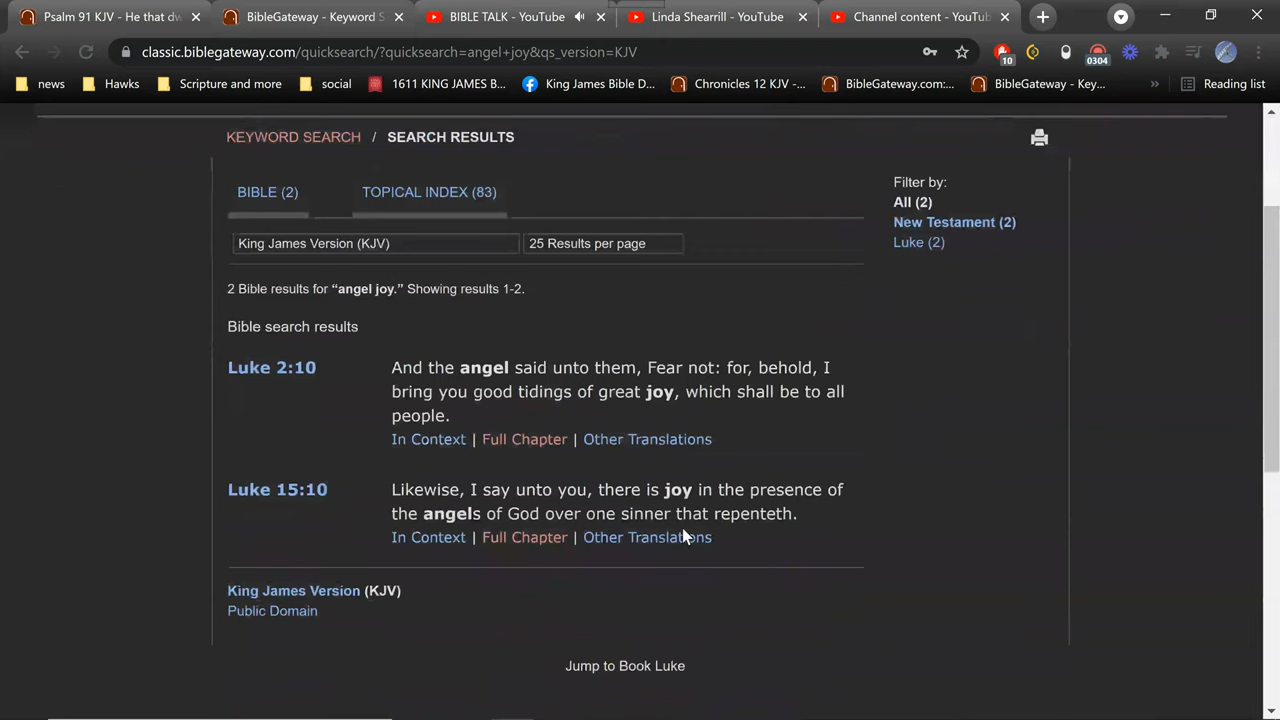 Psalm 91 KJV - He that dw
BibleGateway - Keyword S
BIBLE TALK - YouTube
Linda Shearrill - YouTube
Channel content - YouTub
classic.biblegateway.com/quicksearch/?quicksearch=angel+joy&qs_version=KJV
10
0304
news
Hawks
Scripture and more
social
1611 KING JAMES B...
King James Bible D...
Chronicles 12 KJV -...
BibleGateway.com:...
BibleGateway - Key...
»
Reading list
KEYWORD SEARCH / SEARCH RESULTS
BIBLE (2)
TOPICAL INDEX (83)
King James Version (KJV)
25 Results per page
2 Bible results for “angel joy.” Showing results 1-2.
Bible search results
Luke 2:10
And the angel said unto them, Fear not: for, behold, I
bring you good tidings of great joy, which shall be to all
people.
In Context | Full Chapter | Other Translations
Luke 15:10
Likewise, I say unto you, there is joy in the presence of
the angels of God over one sinner that repenteth.
In Context | Full Chapter | Other Translations
King James Version (KJV)
Public Domain
Jump to Book Luke
Filter by:
All (2)
New Testament (2)
Luke (2)